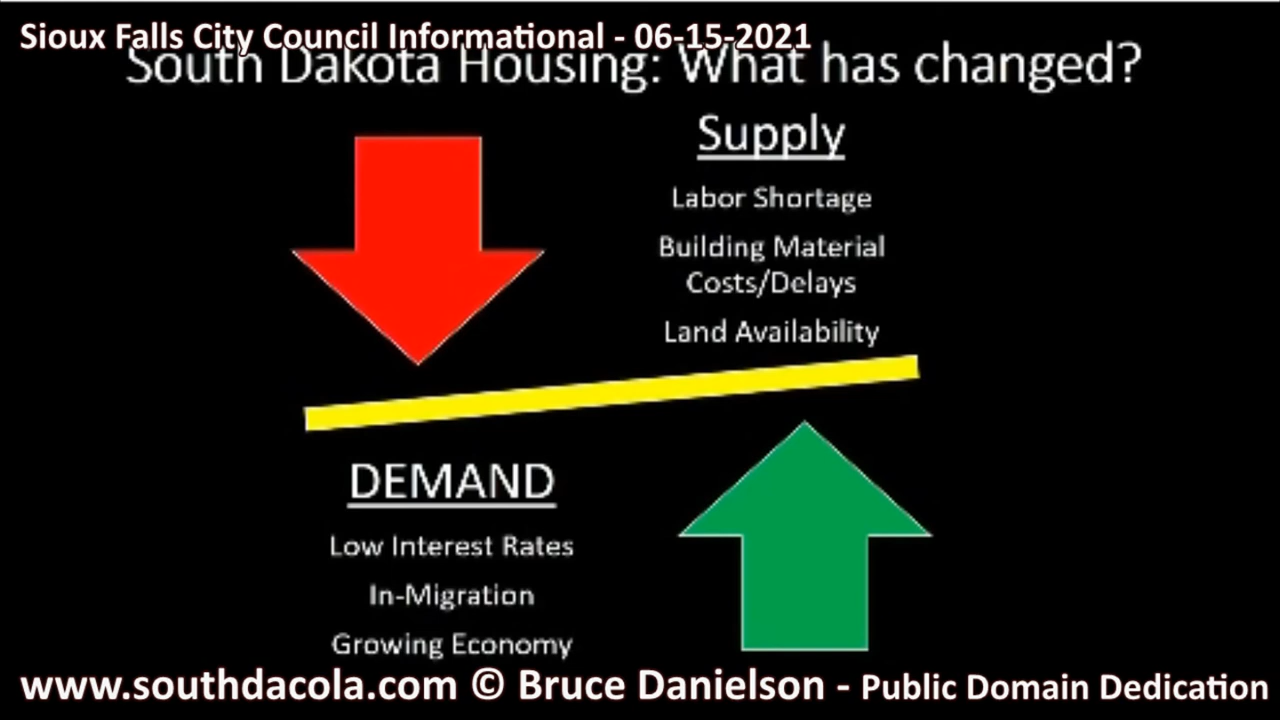 Sioux Falls City Council Informational - 06-15-2021
South Dakota Housing: What has changed?
Supply
Labor Shortage
Building Material
Costs/Delays
Land Availability
DEMAND
Low Interest Rates
In-Migration
Growing Economy
www.southdacola.com © Bruce Danielson - Public Domain Dedication